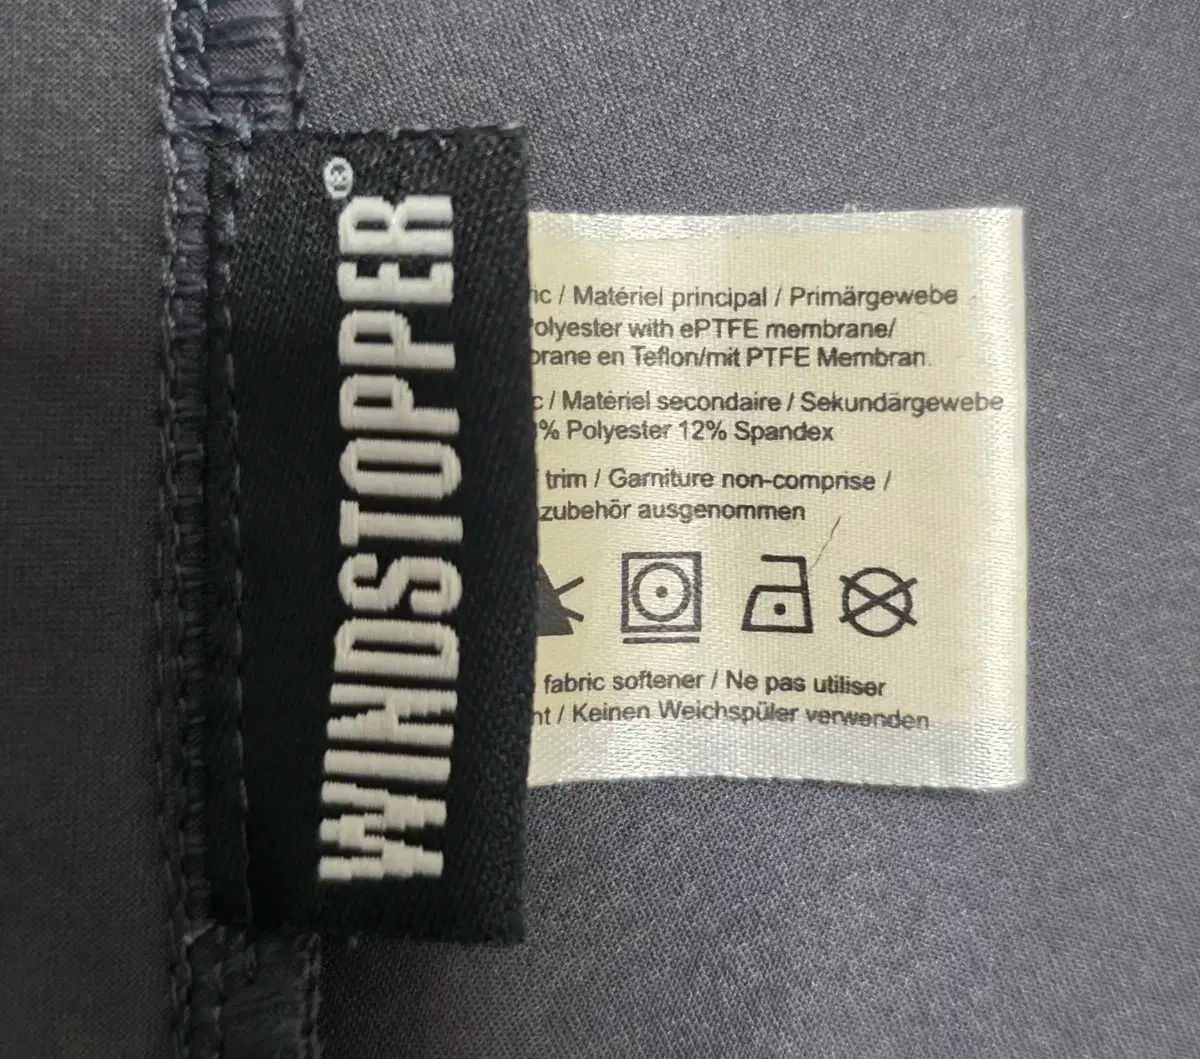 WINDSTOPPER®
ic / Matériel principal / Primärgewebe
olyester with ePTFE membrane/
brane en Teflon/mit PTFE Membran.
c / Matériel secondaire / Sekundärgewebe
% Polyester 12% Spandex
trim / Garniture non-comprise /
zubehör ausgenommen
fabric softener / Ne pas utiliser
nt / Keinen Weichspüler verwenden